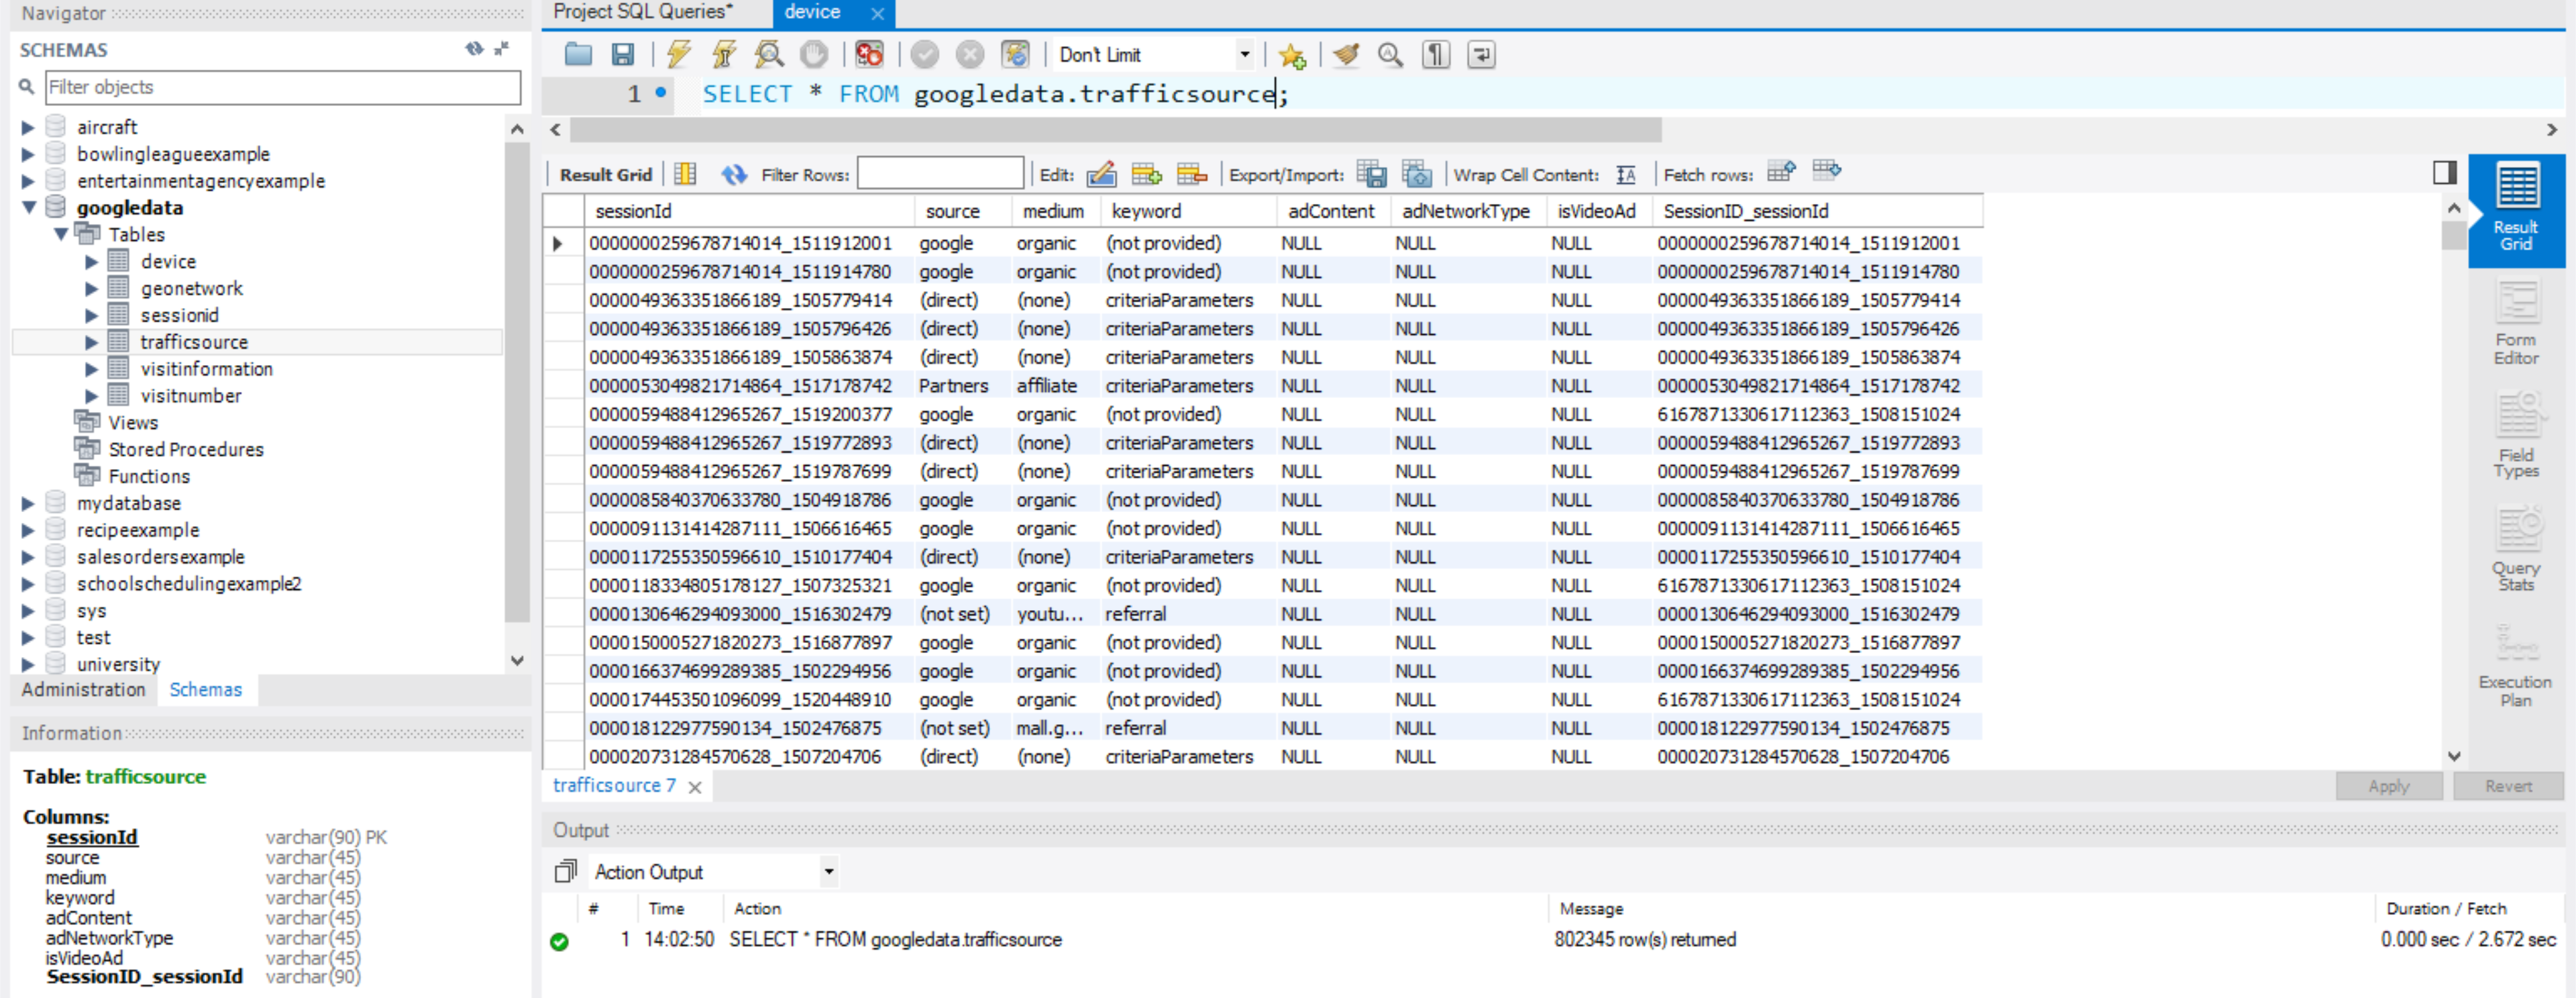 Navigator
SCHEMAS
Filter objects
aircraft
bowlingleagueexample
entertainmentagencyexample
googledata
Tables
device
geonetwork
sessionid
trafficsource
visitinformation
visitnumber
Views
Stored Procedures
Functions
mydatabase
recipeexample
salesordersexample
schoolschedulingexample2
sys
test
university
Administration Schemas
Information
Table: trafficsource
Columns:
sessionId varchar(90) PK
source varchar(45)
medium varchar(45)
keyword varchar(45)
adContent varchar(45)
adNetworkType varchar(45)
isVideoAd varchar(45)
SessionID_sessionId varchar(90)
Project SQL Queries* device
Don't Limit
1 SELECT * FROM googledata.trafficsource;
Result Grid Filter Rows: Edit: Export/Import: Wrap Cell Content: Fetch rows:
sessionId source medium keyword adContent adNetworkType isVideoAd SessionID_sessionId
0000000259678714014_1511912001 google organic (not provided) NULL NULL NULL 0000000259678714014_1511912001
0000000259678714014_1511914780 google organic (not provided) NULL NULL NULL 0000000259678714014_1511914780
0000049363351866189_1505779414 (direct) (none) criteriaParameters NULL NULL NULL 0000049363351866189_1505779414
0000049363351866189_1505796426 (direct) (none) criteriaParameters NULL NULL NULL 0000049363351866189_1505796426
0000049363351866189_1505863874 (direct) (none) criteriaParameters NULL NULL NULL 0000049363351866189_1505863874
0000053049821714864_1517178742 Partners affiliate criteriaParameters NULL NULL NULL 0000053049821714864_1517178742
0000059488412965267_1519200377 google organic (not provided) NULL NULL NULL 6167871330617112363_1508151024
0000059488412965267_1519772893 (direct) (none) criteriaParameters NULL NULL NULL 0000059488412965267_1519772893
0000059488412965267_1519787699 (direct) (none) criteriaParameters NULL NULL NULL 0000059488412965267_1519787699
0000085840370633780_1504918786 google organic (not provided) NULL NULL NULL 0000085840370633780_1504918786
0000091131414287111_1506616465 google organic (not provided) NULL NULL NULL 0000091131414287111_1506616465
0000117255350596610_1510177404 (direct) (none) criteriaParameters NULL NULL NULL 0000117255350596610_1510177404
0000118334805178127_1507325321 google organic (not provided) NULL NULL NULL 6167871330617112363_1508151024
0000130646294093000_1516302479 (not set) youtu... referral NULL NULL NULL 0000130646294093000_1516302479
0000150005271820273_1516877897 google organic (not provided) NULL NULL NULL 0000150005271820273_1516877897
0000166374699289385_1502294956 google organic (not provided) NULL NULL NULL 0000166374699289385_1502294956
0000174453501096099_1520448910 google organic (not provided) NULL NULL NULL 6167871330617112363_1508151024
000018122977590134_1502476875 (not set) mall.g... referral NULL NULL NULL 000018122977590134_1502476875
000020731284570628_1507204706 (direct) (none) criteriaParameters NULL NULL NULL 000020731284570628_1507204706
Result
Grid
Form
Editor
Field
Types
Query
Stats
Execution
Plan
trafficsource 7 Apply Revert
Output
Action Output
# Time Action Message Duration / Fetch
1 14:02:50 SELECT * FROM googledata.trafficsource 802345 row(s) returned 0.000 sec / 2.672 sec